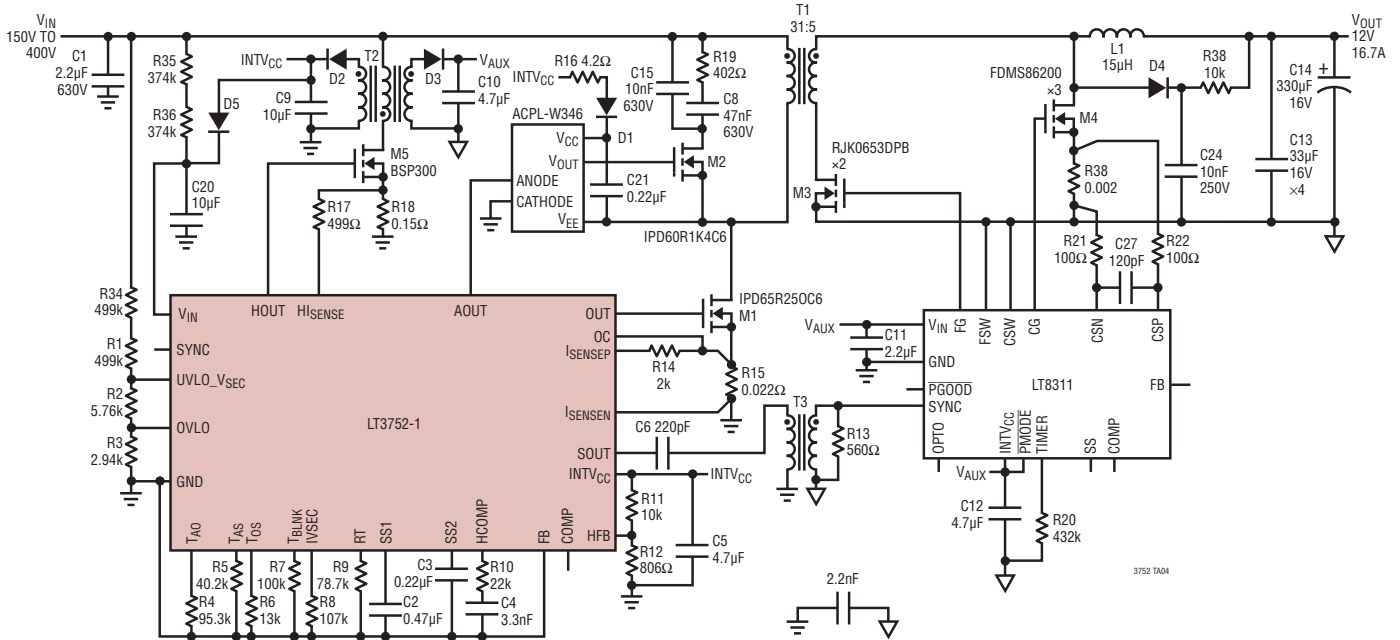 VIN
150V TO
400V
C1
2.2µF
630V
R35
374k
R36
374k
D5
C20
10µF
INTVCC
D2
C9
10µF
T2
D3
VAUX
C10
4.7µF
M5
BSP300
R17
499Ω
R18
0.15Ω
R16 4.2Ω
INTVCC
D1
ACPL-W346
VCC
VOUT
ANODE
CATHODE
VEE
C21
0.22µF
C15
10nF
630V
R19
402Ω
C8
47nF
630V
M2
IPD60R1K4C6
T1
31:5
RJK0653DPB
×2
M3
L1
15µH
FDMS86200
×3
M4
D4
R38
10k
R38
0.002
C24
10nF
250V
C14
330µF
16V
+
C13
33µF
16V
×4
VOUT
12V
16.7A
R21
100Ω
C27
120pF
R22
100Ω
R34
499k
R1
499k
R2
5.76k
R3
2.94k
VIN
SYNC
UVLO_VSEC
OVLO
GND
HOUT
HISENSE
AOUT
LT3752-1
OUT
OC
ISENSEP
ISENSEN
SOUT
INTVCC
HFB
TAO
TAS
TOS
TBLNK
IVSEC
RT
SS1
SS2
HCOMP
FB
COMP
IPD65R25OC6
M1
R14
2k
R15
0.022Ω
C6 220pF
T3
R13
560Ω
INTVCC
R11
10k
R12
806Ω
C5
4.7µF
R5
40.2k
R4
95.3k
R6
13k
R7
100k
R8
107k
R9
78.7k
C2
0.47µF
C3
0.22µF
R10
22k
C4
3.3nF
2.2nF
VAUX
C11
2.2µF
VIN
GND
PGOOD
SYNC
OPTO
INTVCC
PMODE
TIMER
SS
COMP
FG
FSW
CSW
CG
CSN
CSP
FB
LT8311
VAUX
C12
4.7µF
R20
432k
3752 TA04